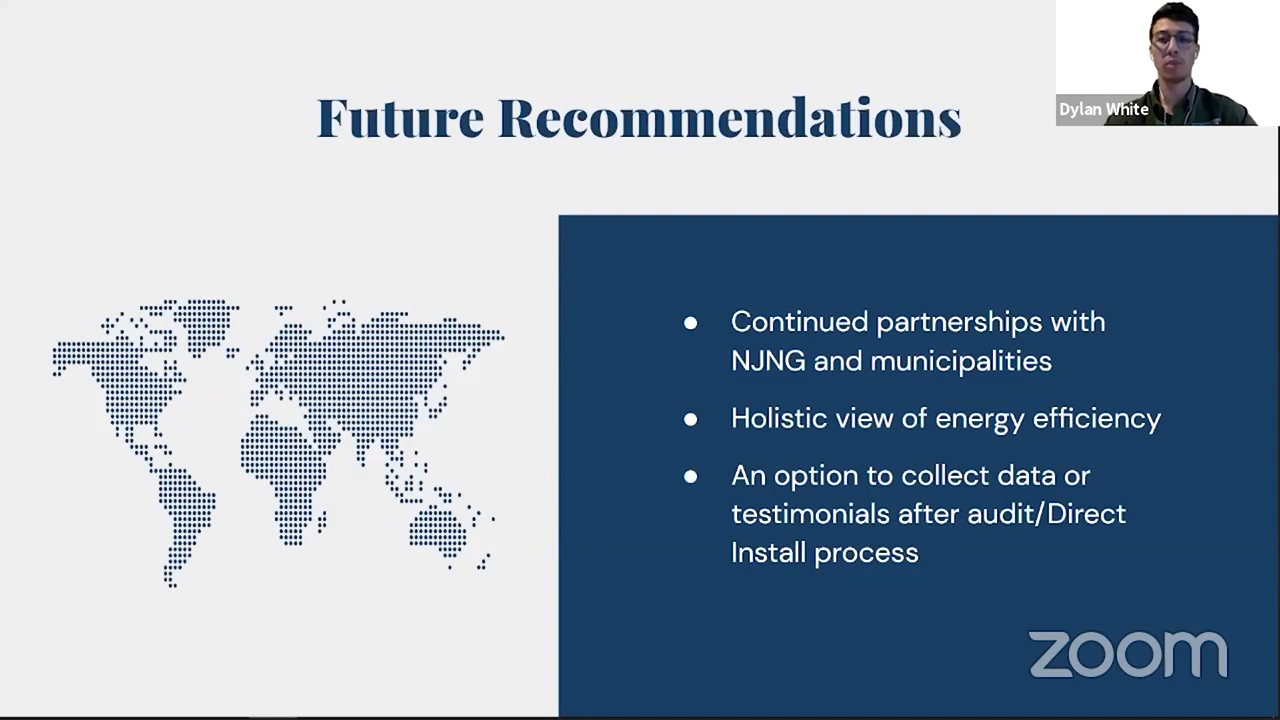 Future Recommendations
Dylan White
● Continued partnerships with
NJNG and municipalities
● Holistic view of energy efficiency
● An option to collect data or
testimonials after audit/Direct
Install process
zoom